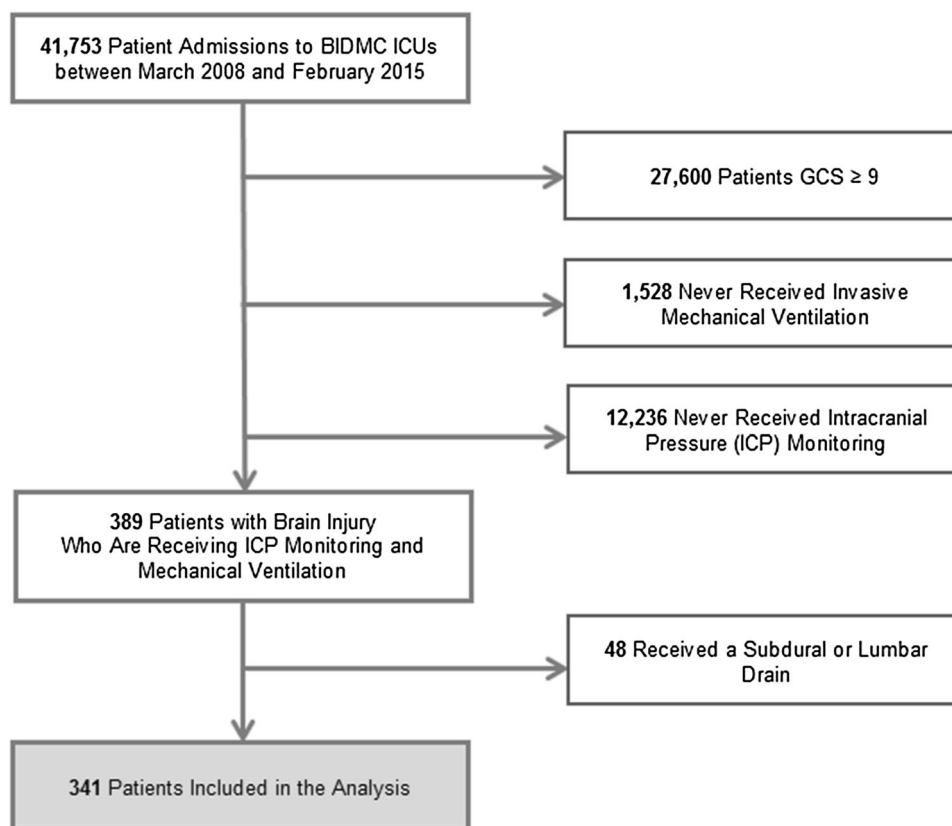 41,753 Patient Admissions to BIDMC ICUs
between March 2008 and February 2015
27,600 Patients GCS ≥ 9
1,528 Never Received Invasive
Mechanical Ventilation
12,236 Never Received Intracranial
Pressure (ICP) Monitoring
389 Patients with Brain Injury
Who Are Receiving ICP Monitoring and
Mechanical Ventilation
48 Received a Subdural or Lumbar
Drain
341 Patients Included in the Analysis